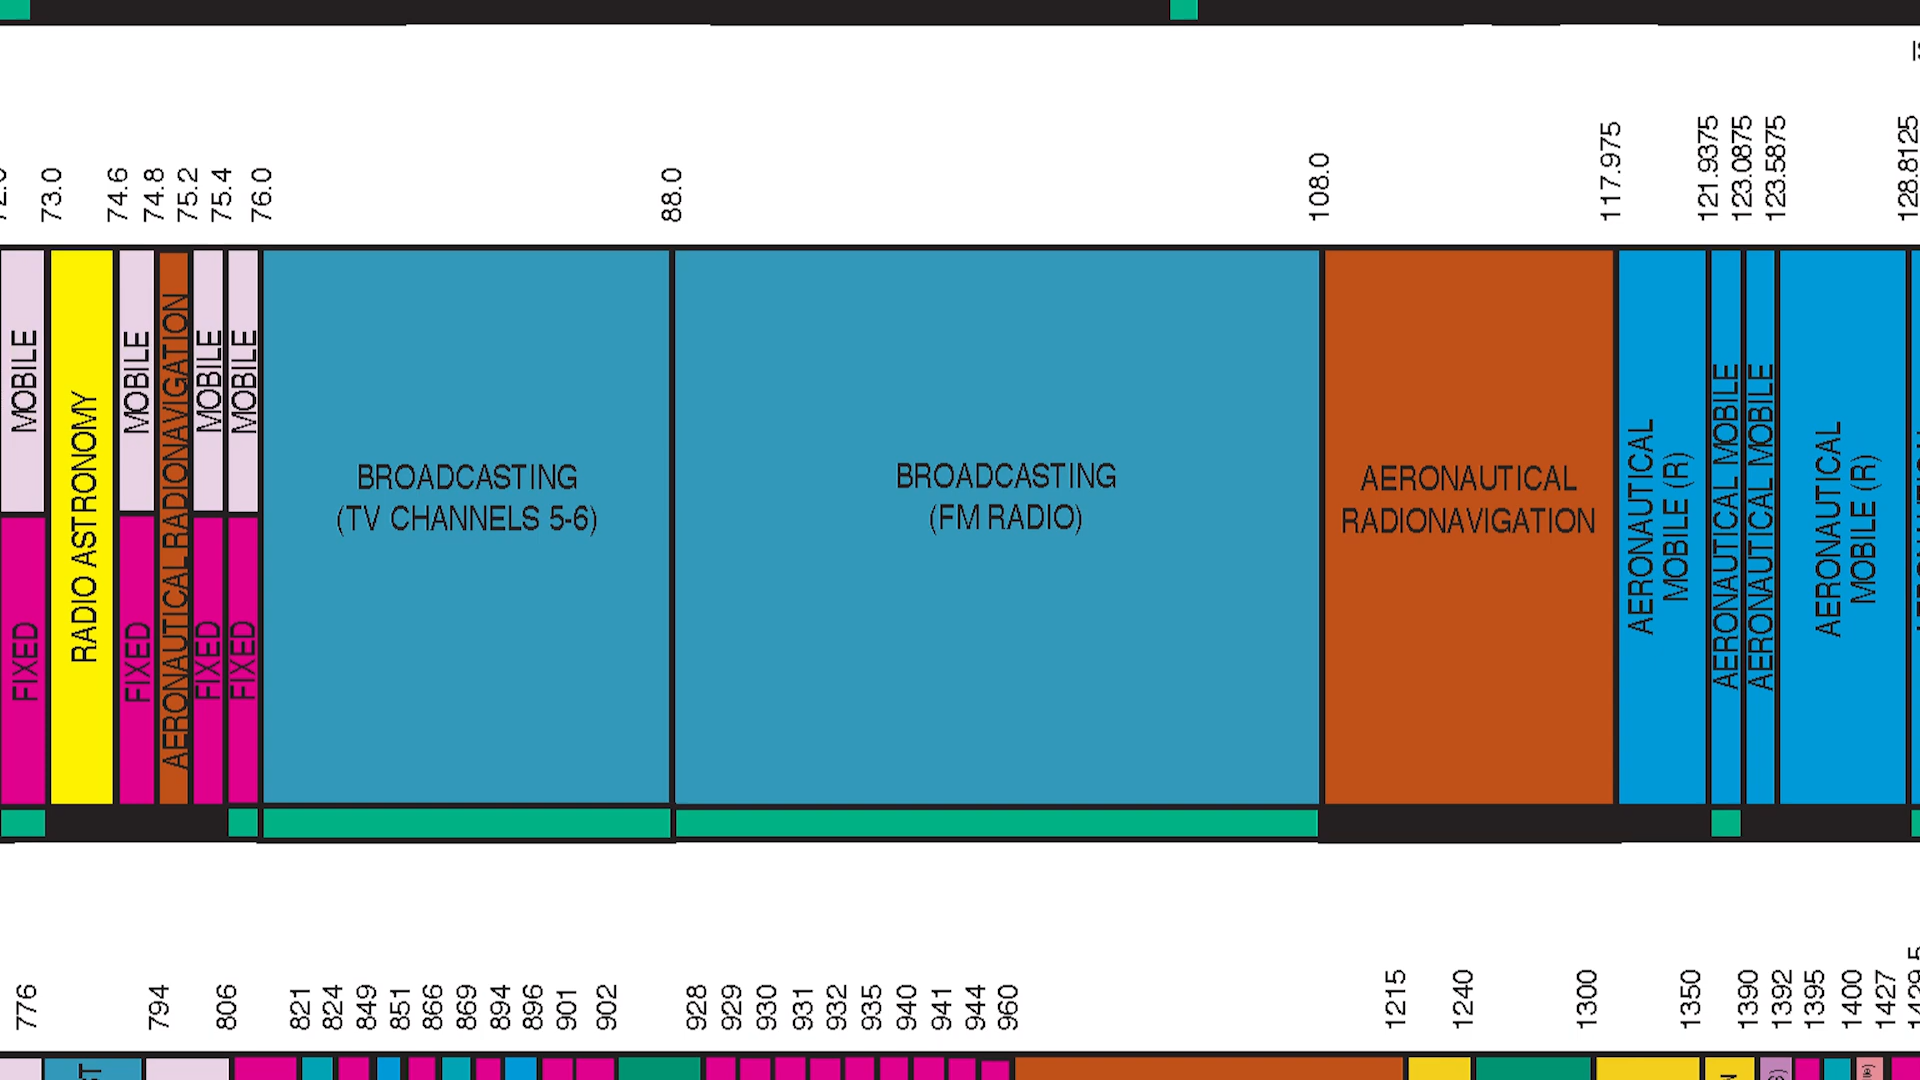 73.0
74.6
74.8
75.2
75.4
76.0
88.0
108.0
117.975
121.9375
123.0875
123.5875
128.8125
MOBILE
FIXED
RADIO ASTRONOMY
MOBILE
FIXED
AERONAUTICAL RADIONAVIGATION
MOBILE
FIXED
MOBILE
FIXED
BROADCASTING
(TV CHANNELS 5-6)
BROADCASTING
(FM RADIO)
AERONAUTICAL
RADIONAVIGATION
AERONAUTICAL
MOBILE (R)
AERONAUTICAL MOBILE
AERONAUTICAL MOBILE
AERONAUTICAL
MOBILE (R)
776
794
806
821
824
849
851
866
869
894
896
901
902
928
929
930
931
932
935
940
941
944
960
1215
1240
1300
1350
1390
1392
1395
1400
1427